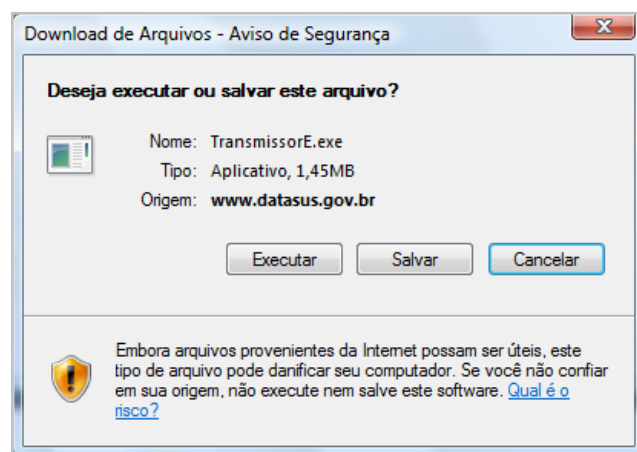 Download de Arquivos - Aviso de Segurança
Deseja executar ou salvar este arquivo?
Nome: TransmissorE.exe
Tipo: Aplicativo, 1,45MB
Origem: www.datasus.gov.br
Executar Salvar Cancelar
Embora arquivos provenientes da Internet possam ser úteis, este
tipo de arquivo pode danificar seu computador. Se você não confiar
em sua origem, não execute nem salve este software. Qual é o
risco?